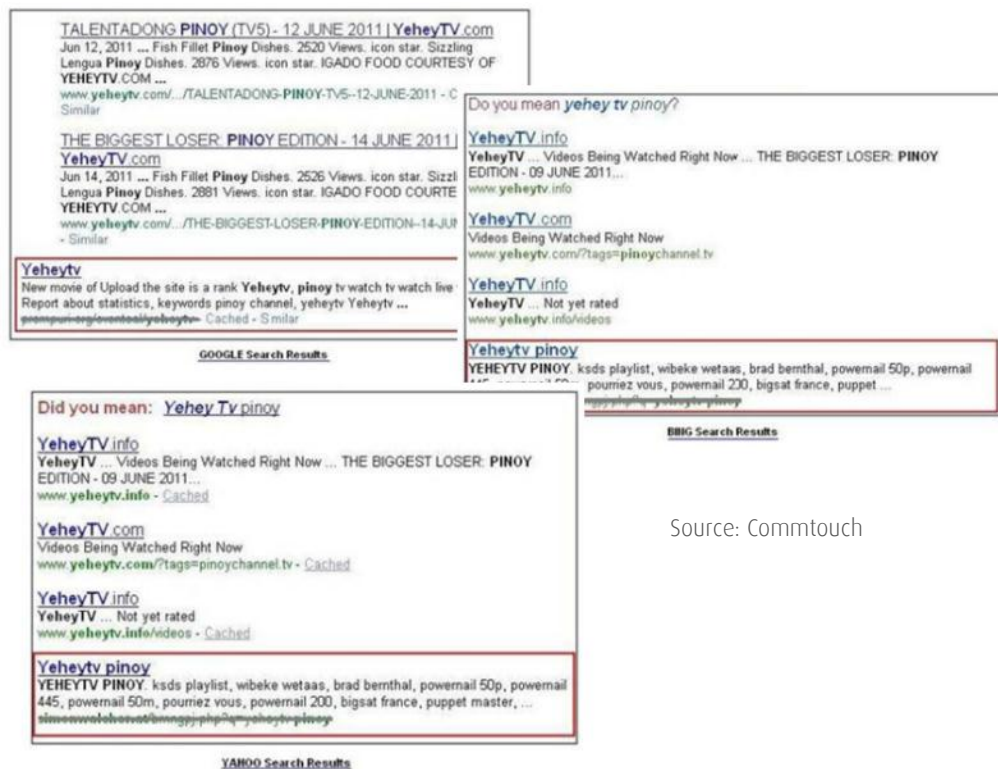 TALENTADONG PINOY (TV5) - 12 JUNE 2011 | YeheyTV.com
Jun 12, 2011 ... Fish Fillet Pinoy Dishes. 2520 Views. icon star. Sizzling
Lengua Pinoy Dishes. 2876 Views. icon star. IGADO FOOD COURTESY OF
YEHEYTV.COM ...
www.yeheytv.com/.../TALENTADONG-PINOY-TV5--12-JUNE-2011 - C
Similar
THE BIGGEST LOSER: PINOY EDITION - 14 JUNE 2011 |
YeheyTV.com
Jun 14, 2011 ... Fish Fillet Pinoy Dishes. 2526 Views. icon star. Sizzli
Lengua Pinoy Dishes. 2881 Views. icon star. IGADO FOOD COURTE
YEHEYTV.COM ...
www.yeheytv.com/.../THE-BIGGEST-LOSER-PINOY-EDITION--14-JUN
- Similar
Yeheytv
New movie of Upload the site is a rank Yeheytv, pinoy tv watch tv watch live
Report about statistics, keywords pinoy channel, yeheytv Yeheytv ...
- Cached - Similar
GOOGLE Search Results
Do you mean yehey tv pinoy?
YeheyTV.info
YeheyTV ... Videos Being Watched Right Now ... THE BIGGEST LOSER: PINOY
EDITION - 09 JUNE 2011...
www.yeheytv.info
YeheyTV.com
Videos Being Watched Right Now
www.yeheytv.com/?tags=pinoychannel.tv
YeheyTV.info
YeheyTV ... Not yet rated
www.yeheytv.info/videos
Yeheytv pinoy
YEHEYTV PINOY. ksds playlist, wibeke wetaas, brad bernthal, powernail 50p, powernail
pourriez vous, powernail 200, bigsat france, puppet ...
BING Search Results
Did you mean: Yehey Tv pinoy
YeheyTV.info
YeheyTV ... Videos Being Watched Right Now ... THE BIGGEST LOSER: PINOY
EDITION - 09 JUNE 2011...
www.yeheytv.info - Cached
YeheyTV.com
Videos Being Watched Right Now
www.yeheytv.com/?tags=pinoychannel.tv - Cached
YeheyTV.info
YeheyTV ... Not yet rated
www.yeheytv.info/videos - Cached
Yeheytv pinoy
YEHEYTV PINOY. ksds playlist, wibeke wetaas, brad bernthal, powernail 50p, powernail
445, powernail 50m, pourriez vous, powernail 200, bigsat france, puppet master, ...
YAHOO Search Results
Source: Commtouch